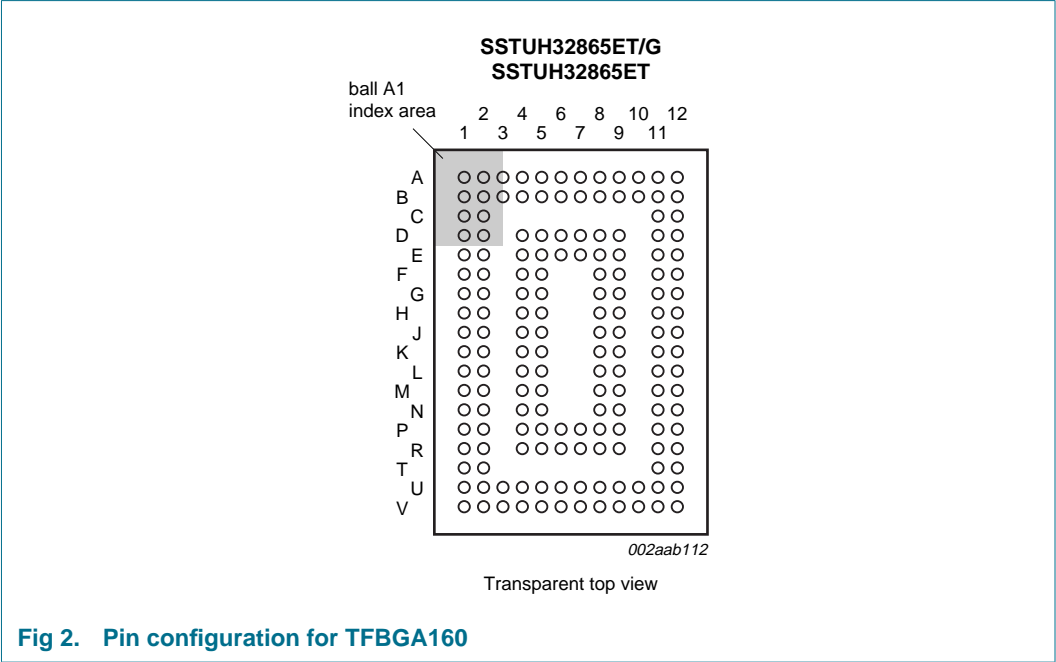 SSTUH32865ET/G
SSTUH32865ET
ball A1
index area
2 4 6 8 10 12
1 3 5 7 9 11
A
B
C
D
E
F
G
H
J
K
L
M
N
P
R
T
U
V
002aab112
Transparent top view
Fig 2. Pin configuration for TFBGA160